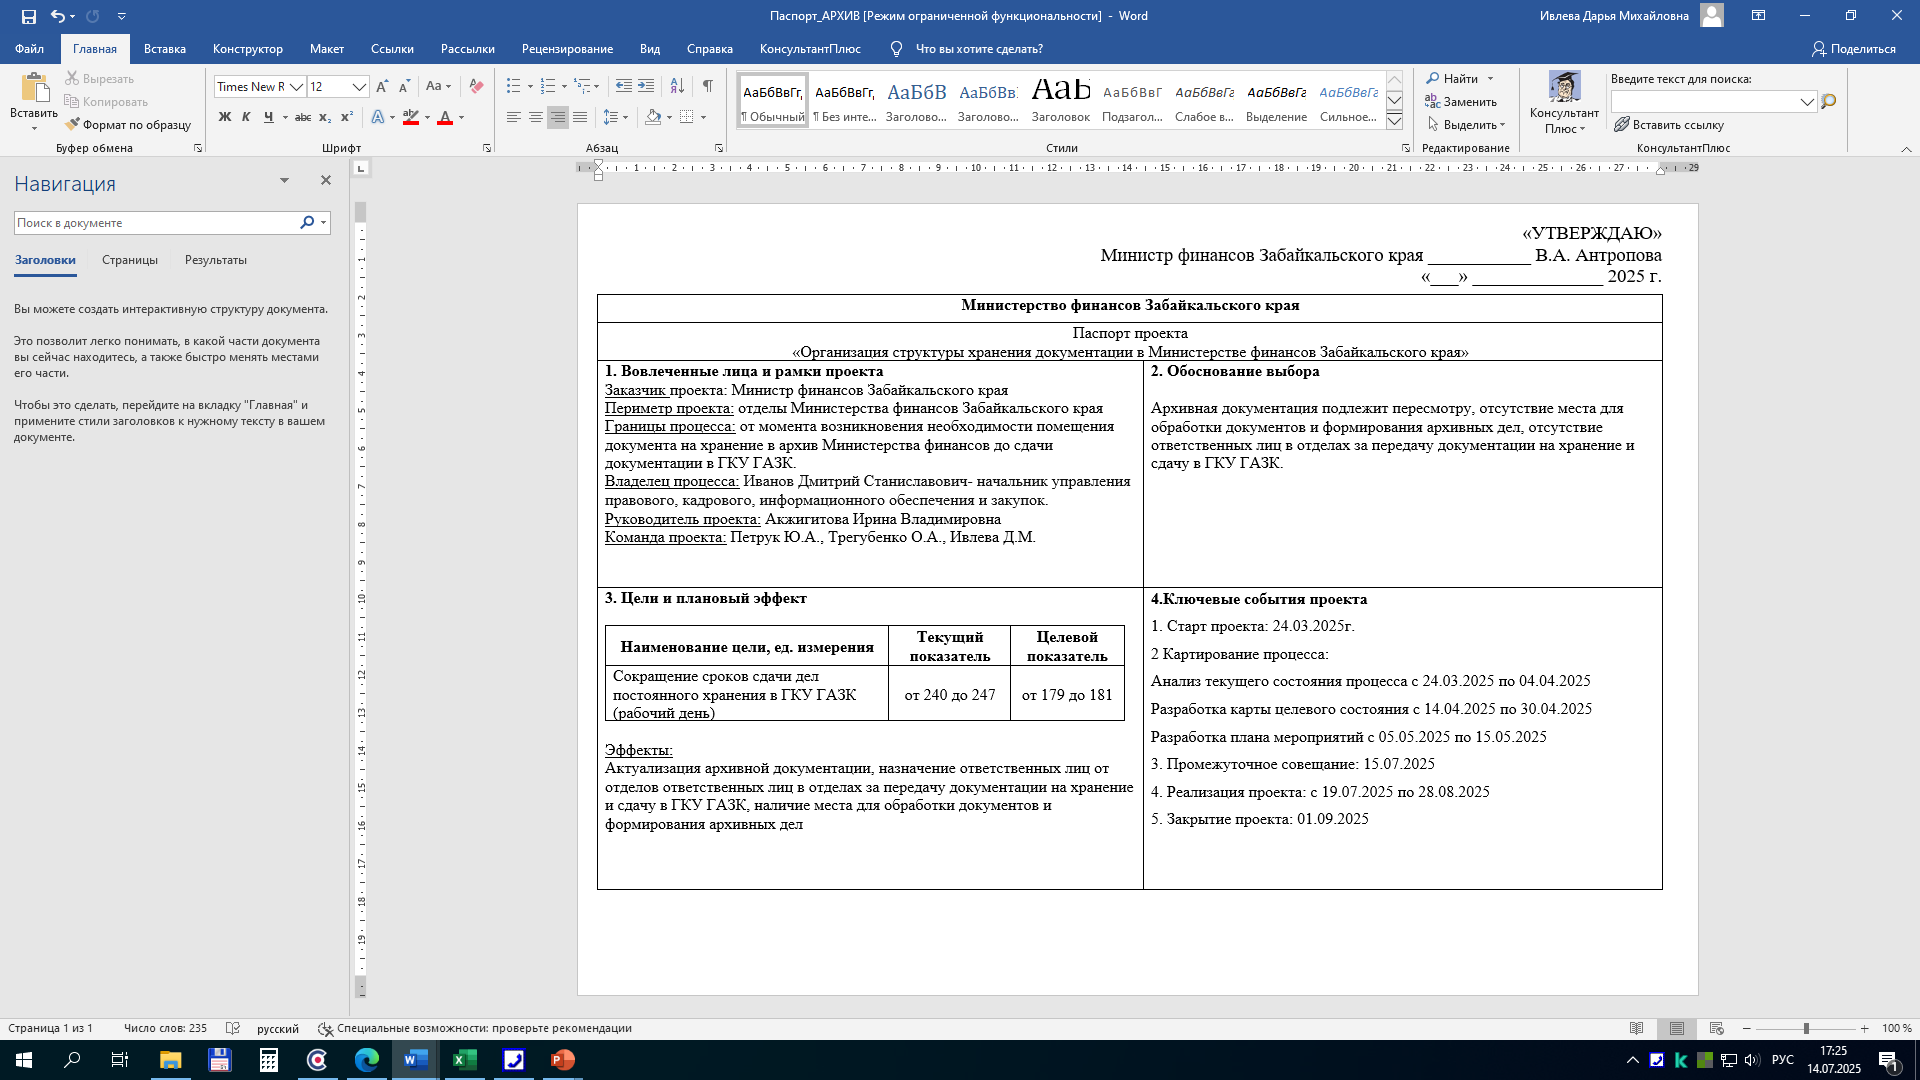 Паспорт_АРХИВ [Режим ограниченной функциональности] - Word
Ивлева Дарья Михайловна
Файл Главная Вставка Конструктор Макет Ссылки Рассылки Рецензирование Вид Справка КонсультантПлюс Что вы хотите сделать? Поделиться
Вставить
Вырезать
Копировать
Формат по образцу
Буфер обмена
Times New R 12
Ж К Ч abc x₂ x²
Шрифт
Абзац
АаБбВвГг, АаБбВвГг, АаБбВ АаБбВв АаБ АаБбВвГ АаБбВвГг АаБбВвГг АаБбВвГг
¶ Обычный ¶ Без инте... Заголово... Заголово... Заголовок Подзагол... Слабое в... Выделение Сильное...
Стили
Найти
Заменить
Выделить
Редактирование
Консультант
Плюс
Введите текст для поиска:
Вставить ссылку
КонсультантПлюс
Навигация
Поиск в документе
Заголовки Страницы Результаты
Вы можете создать интерактивную структуру документа.
Это позволит легко понимать, в какой части документа
вы сейчас находитесь, а также быстро менять местами
его части.
Чтобы это сделать, перейдите на вкладку "Главная" и
примените стили заголовков к нужному тексту в вашем
документе.
«УТВЕРЖДАЮ»
Министр финансов Забайкальского края ___________ В.А. Антропова
«___» ______________ 2025 г.
Министерство финансов Забайкальского края
Паспорт проекта
«Организация структуры хранения документации в Министерстве финансов Забайкальского края»
1. Вовлеченные лица и рамки проекта
Заказчик проекта: Министр финансов Забайкальского края
Периметр проекта: отделы Министерства финансов Забайкальского края
Границы процесса: от момента возникновения необходимости помещения
документа на хранение в архив Министерства финансов до сдачи
документации в ГКУ ГАЗК.
Владелец процесса: Иванов Дмитрий Станиславович- начальник управления
правового, кадрового, информационного обеспечения и закупок.
Руководитель проекта: Акжигитова Ирина Владимировна
Команда проекта: Петрук Ю.А., Трегубенко О.А., Ивлева Д.М.
2. Обоснование выбора
Архивная документация подлежит пересмотру, отсутствие места для
обработки документов и формирования архивных дел, отсутствие
ответственных лиц в отделах за передачу документации на хранение и
сдачу в ГКУ ГАЗК.
3. Цели и плановый эффект
Наименование цели, ед. измерения
Текущий показатель
Целевой показатель
Сокращение сроков сдачи дел
постоянного хранения в ГКУ ГАЗК
(рабочий день)
от 240 до 247
от 179 до 181
Эффекты:
Актуализация архивной документации, назначение ответственных лиц от
отделов ответственных лиц в отделах за передачу документации на хранение
и сдачу в ГКУ ГАЗК, наличие места для обработки документов и
формирования архивных дел
4.Ключевые события проекта
1. Старт проекта: 24.03.2025г.
2 Картирование процесса:
Анализ текущего состояния процесса с 24.03.2025 по 04.04.2025
Разработка карты целевого состояния с 14.04.2025 по 30.04.2025
Разработка плана мероприятий с 05.05.2025 по 15.05.2025
3. Промежуточное совещание: 15.07.2025
4. Реализация проекта: с 19.07.2025 по 28.08.2025
5. Закрытие проекта: 01.09.2025
Страница 1 из 1 Число слов: 235 русский Специальные возможности: проверьте рекомендации 100 %
РУС
17:25
14.07.2025